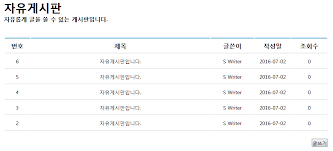 자유게시판
자유롭게 글을 쓸 수 있는 게시판입니다.
번호 제목 글쓴이 작성일 조회수
6 자유게시판입니다. S Writer 2016-07-02 0
5 자유게시판입니다. S Writer 2016-07-02 0
4 자유게시판입니다. S Writer 2016-07-02 0
3 자유게시판입니다. S Writer 2016-07-02 0
2 자유게시판입니다. S Writer 2016-07-02 0
글쓰기